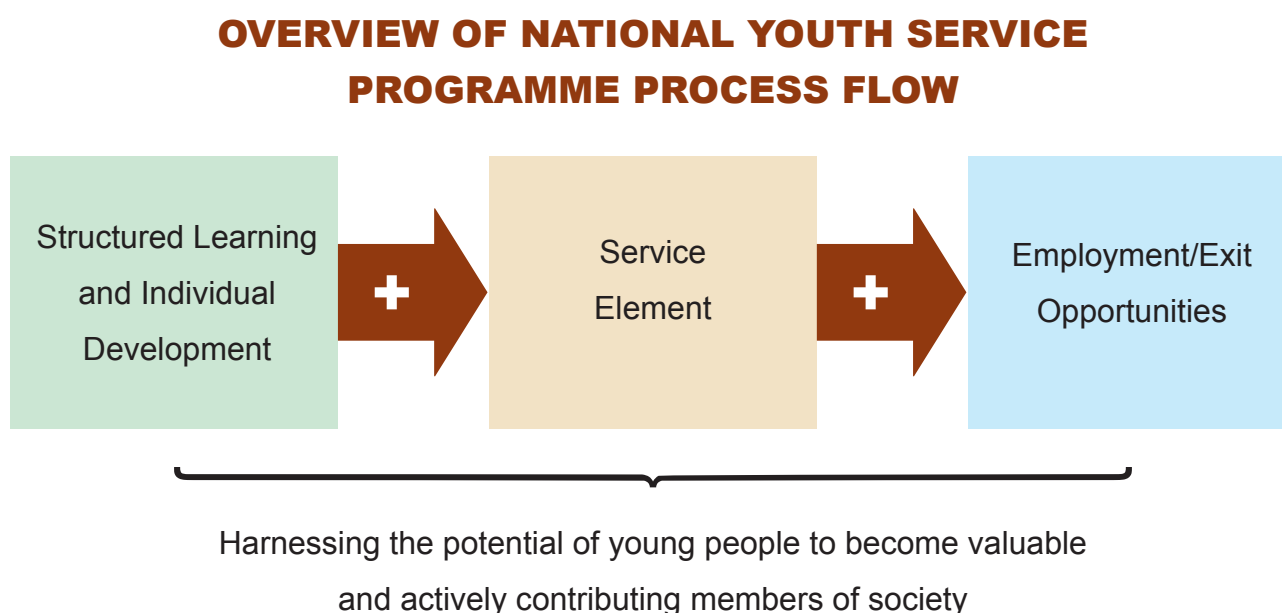 OVERVIEW OF NATIONAL YOUTH SERVICE
PROGRAMME PROCESS FLOW
Structured Learning
and Individual
Development
+
Service
Element
+
Employment/Exit
Opportunities
Harnessing the potential of young people to become valuable
and actively contributing members of society